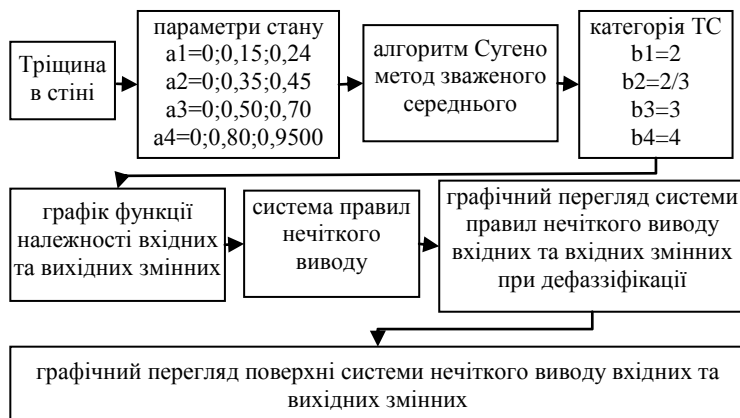 Тріщина
в стіні
параметри стану
a1=0;0,15;0,24
a2=0;0,35;0,45
a3=0;0,50;0,70
a4=0;0,80;0,9500
алгоритм Сугено
метод зваженого
середнього
категорія ТС
b1=2
b2=2/3
b3=3
b4=4
графік функції
належності вхідних
та вихідних змінних
система правил
нечіткого
виводу
графічний перегляд системи
правил нечіткого виводу
вхідних та вхідних змінних
при дефаззіфікації
графічний перегляд поверхні системи нечіткого виводу вхідних та
вихідних змінних